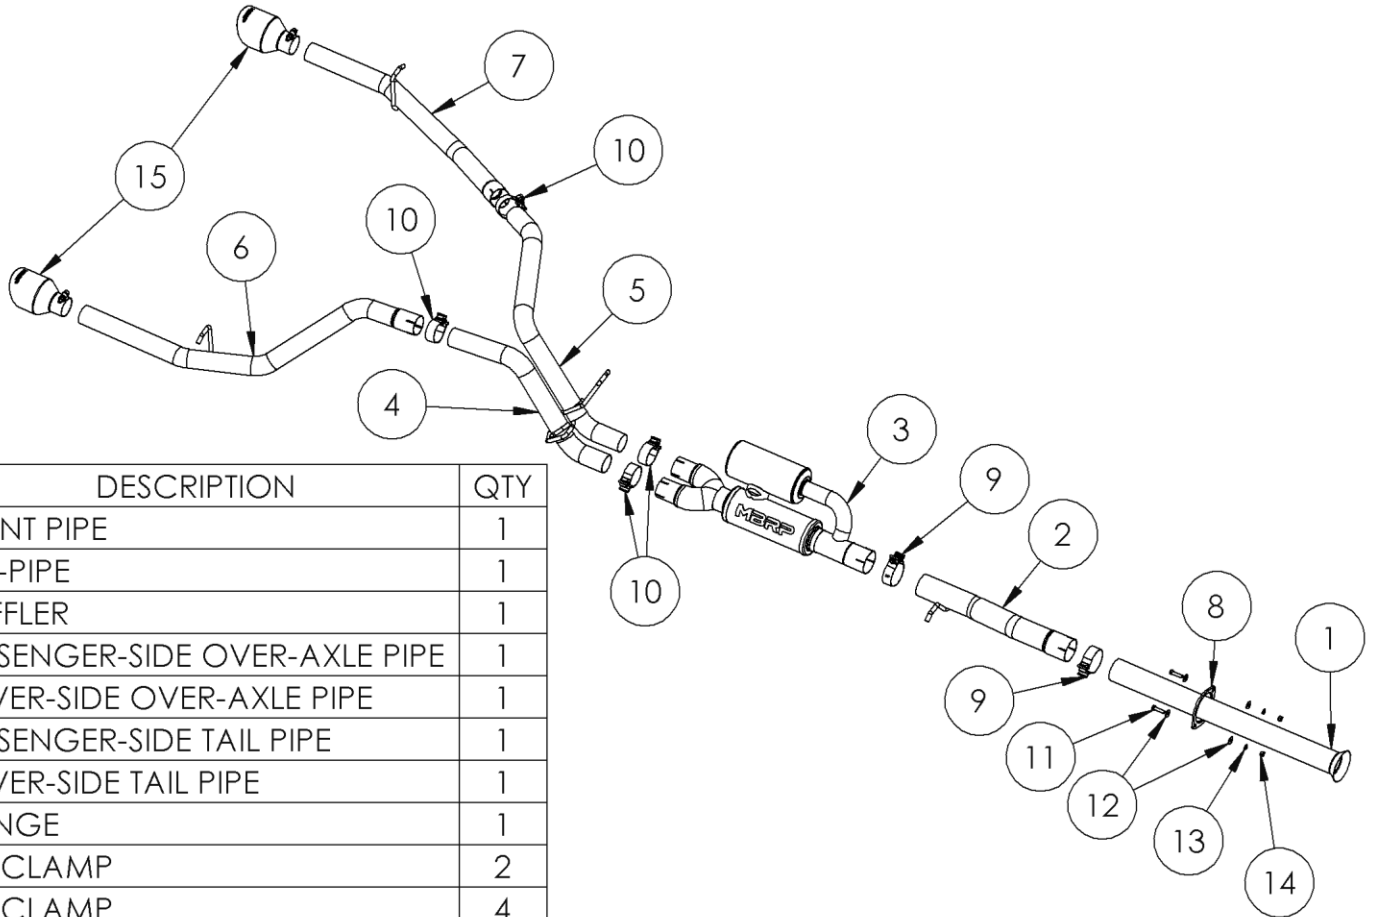 7
10
15
10
6
5
4
3
9
2
MBRP
10
8
1
9
11
12
13
14
DESCRIPTION QTY
NT PIPE 1
-PIPE 1
FLER 1
SENGER-SIDE OVER-AXLE PIPE 1
VER-SIDE OVER-AXLE PIPE 1
SENGER-SIDE TAIL PIPE 1
VER-SIDE TAIL PIPE 1
NGE 1
CLAMP 2
CLAMP 4